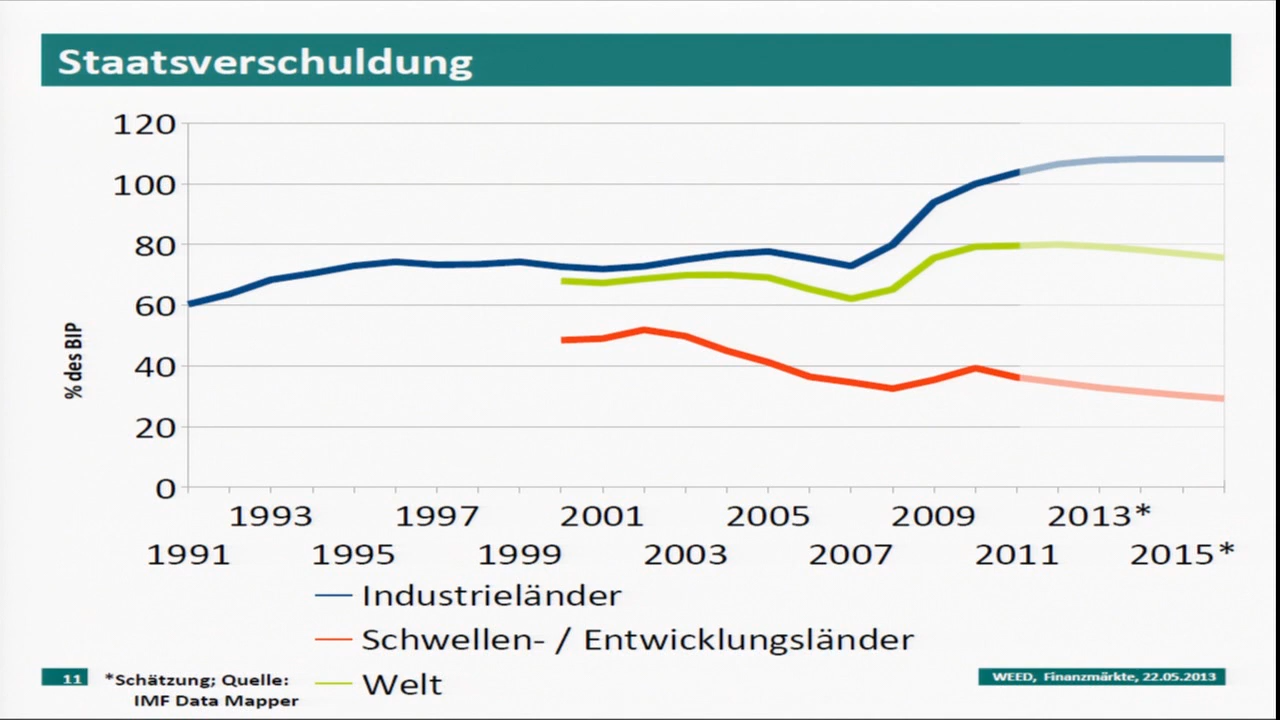 Staatsverschuldung
120
100
80
60
40
20
0
% des BIP
1993 1997 2001 2005 2009 2013*
1991 1995 1999 2003 2007 2011 2015*
Industrieländer
Schwellen- / Entwicklungsländer
Welt
11
*Schätzung; Quelle:
IMF Data Mapper
WEED, Finanzmärkte, 22.05.2013